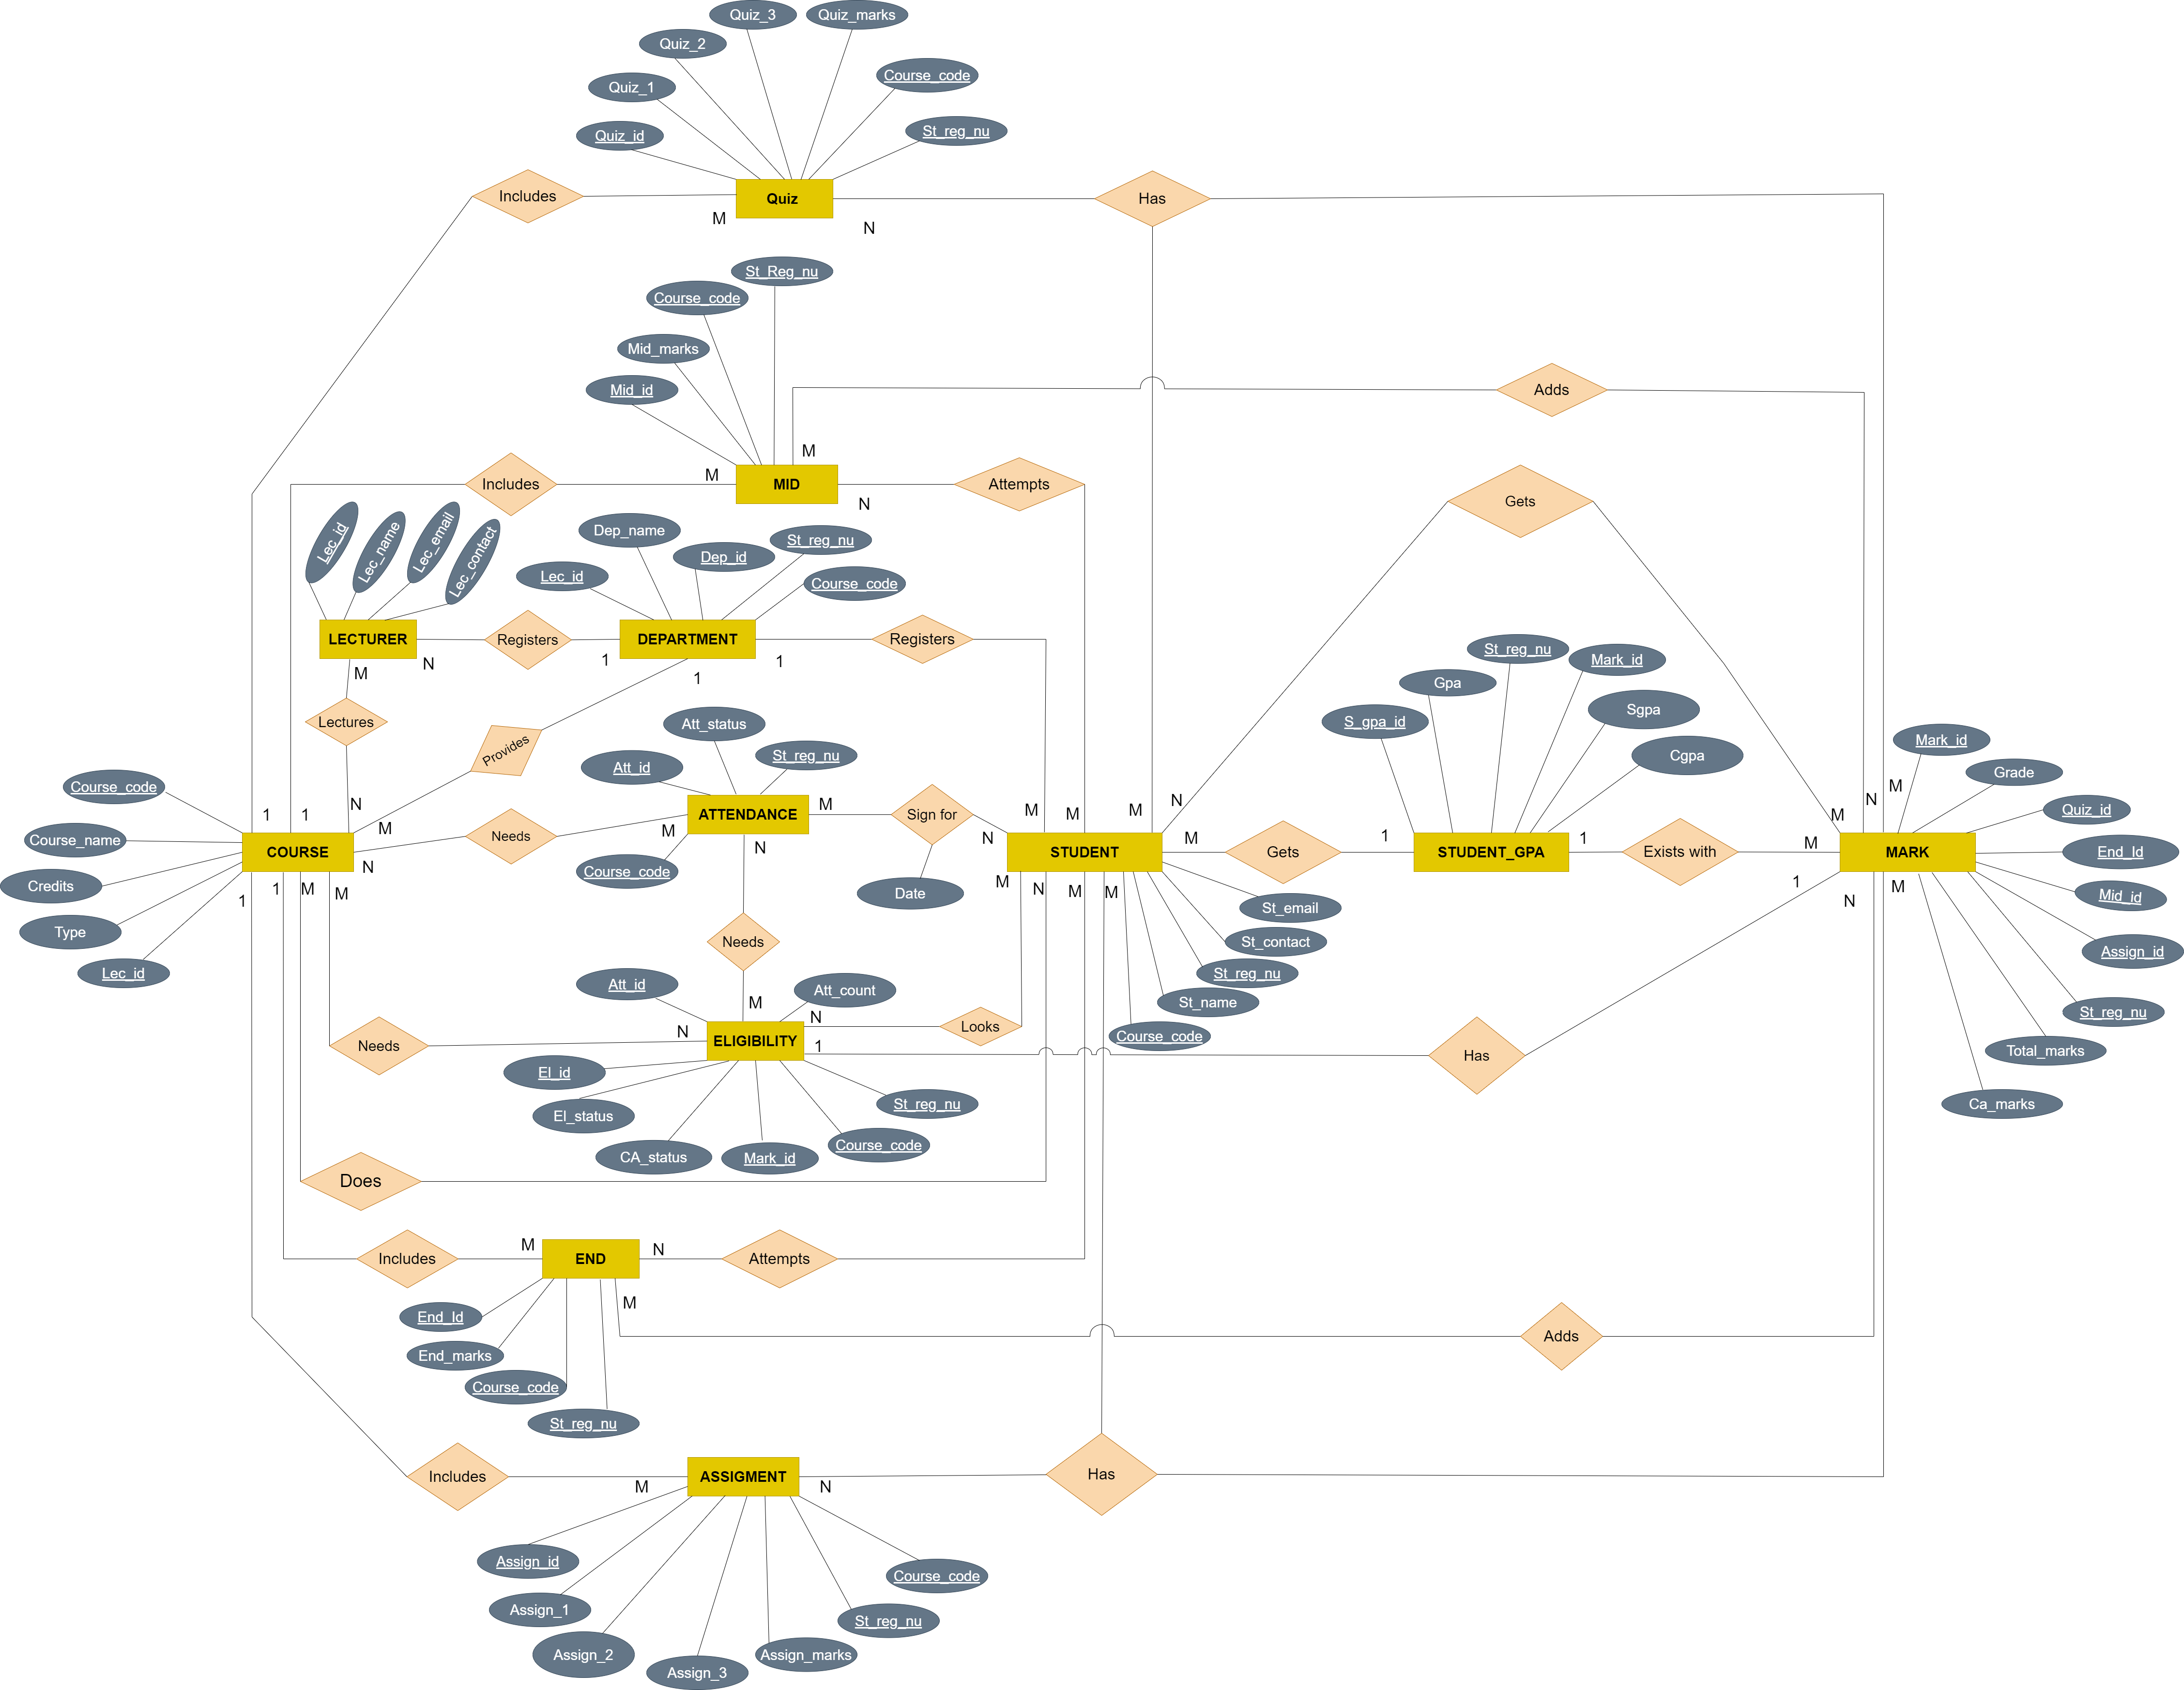 Quiz_3
Quiz_marks
Quiz_2
Course_code
Quiz_1
St_reg_nu
Quiz_id
Includes
Quiz
Has
M
N
St_Reg_nu
Course_code
Mid_marks
Mid_id
Adds
M
Includes
M
MID
Attempts
N
Gets
Lec_id
Lec_name
Lec_email
Lec_contact
Dep_name
St_reg_nu
Dep_id
Lec_id
Course_code
LECTURER
Registers
DEPARTMENT
Registers
N
1
1
M
1
St_reg_nu
Mark_id
Gpa
Sgpa
S_gpa_id
Cgpa
Lectures
Provides
Att_status
St_reg_nu
Att_id
Mark_id
Grade
Quiz_id
Course_code
1
1
N
M
M
ATTENDANCE
M
Sign for
N
M
M
M
N
M
N
M
Course_name
COURSE
Needs
M
N
STUDENT
M
Gets
1
STUDENT_GPA
1
Exists with
M
MARK
End_Id
N
Course_code
Date
Credits
1
1
M
M
M
N
M
M
1
N
M
Mid_id
Type
Lec_id
Needs
St_email
St_contact
St_reg_nu
St_name
Course_code
Assign_id
St_reg_nu
Total_marks
Ca_marks
Att_id
Att_count
M
N
Needs
N
ELIGIBILITY
1
Looks
Has
El_id
El_status
CA_status
Mark_id
Course_code
St_reg_nu
Does
Includes
M
END
N
Attempts
M
End_Id
End_marks
Course_code
St_reg_nu
Adds
Includes
M
ASSIGMENT
N
Has
Assign_id
Assign_1
Assign_2
Assign_3
Assign_marks
St_reg_nu
Course_code